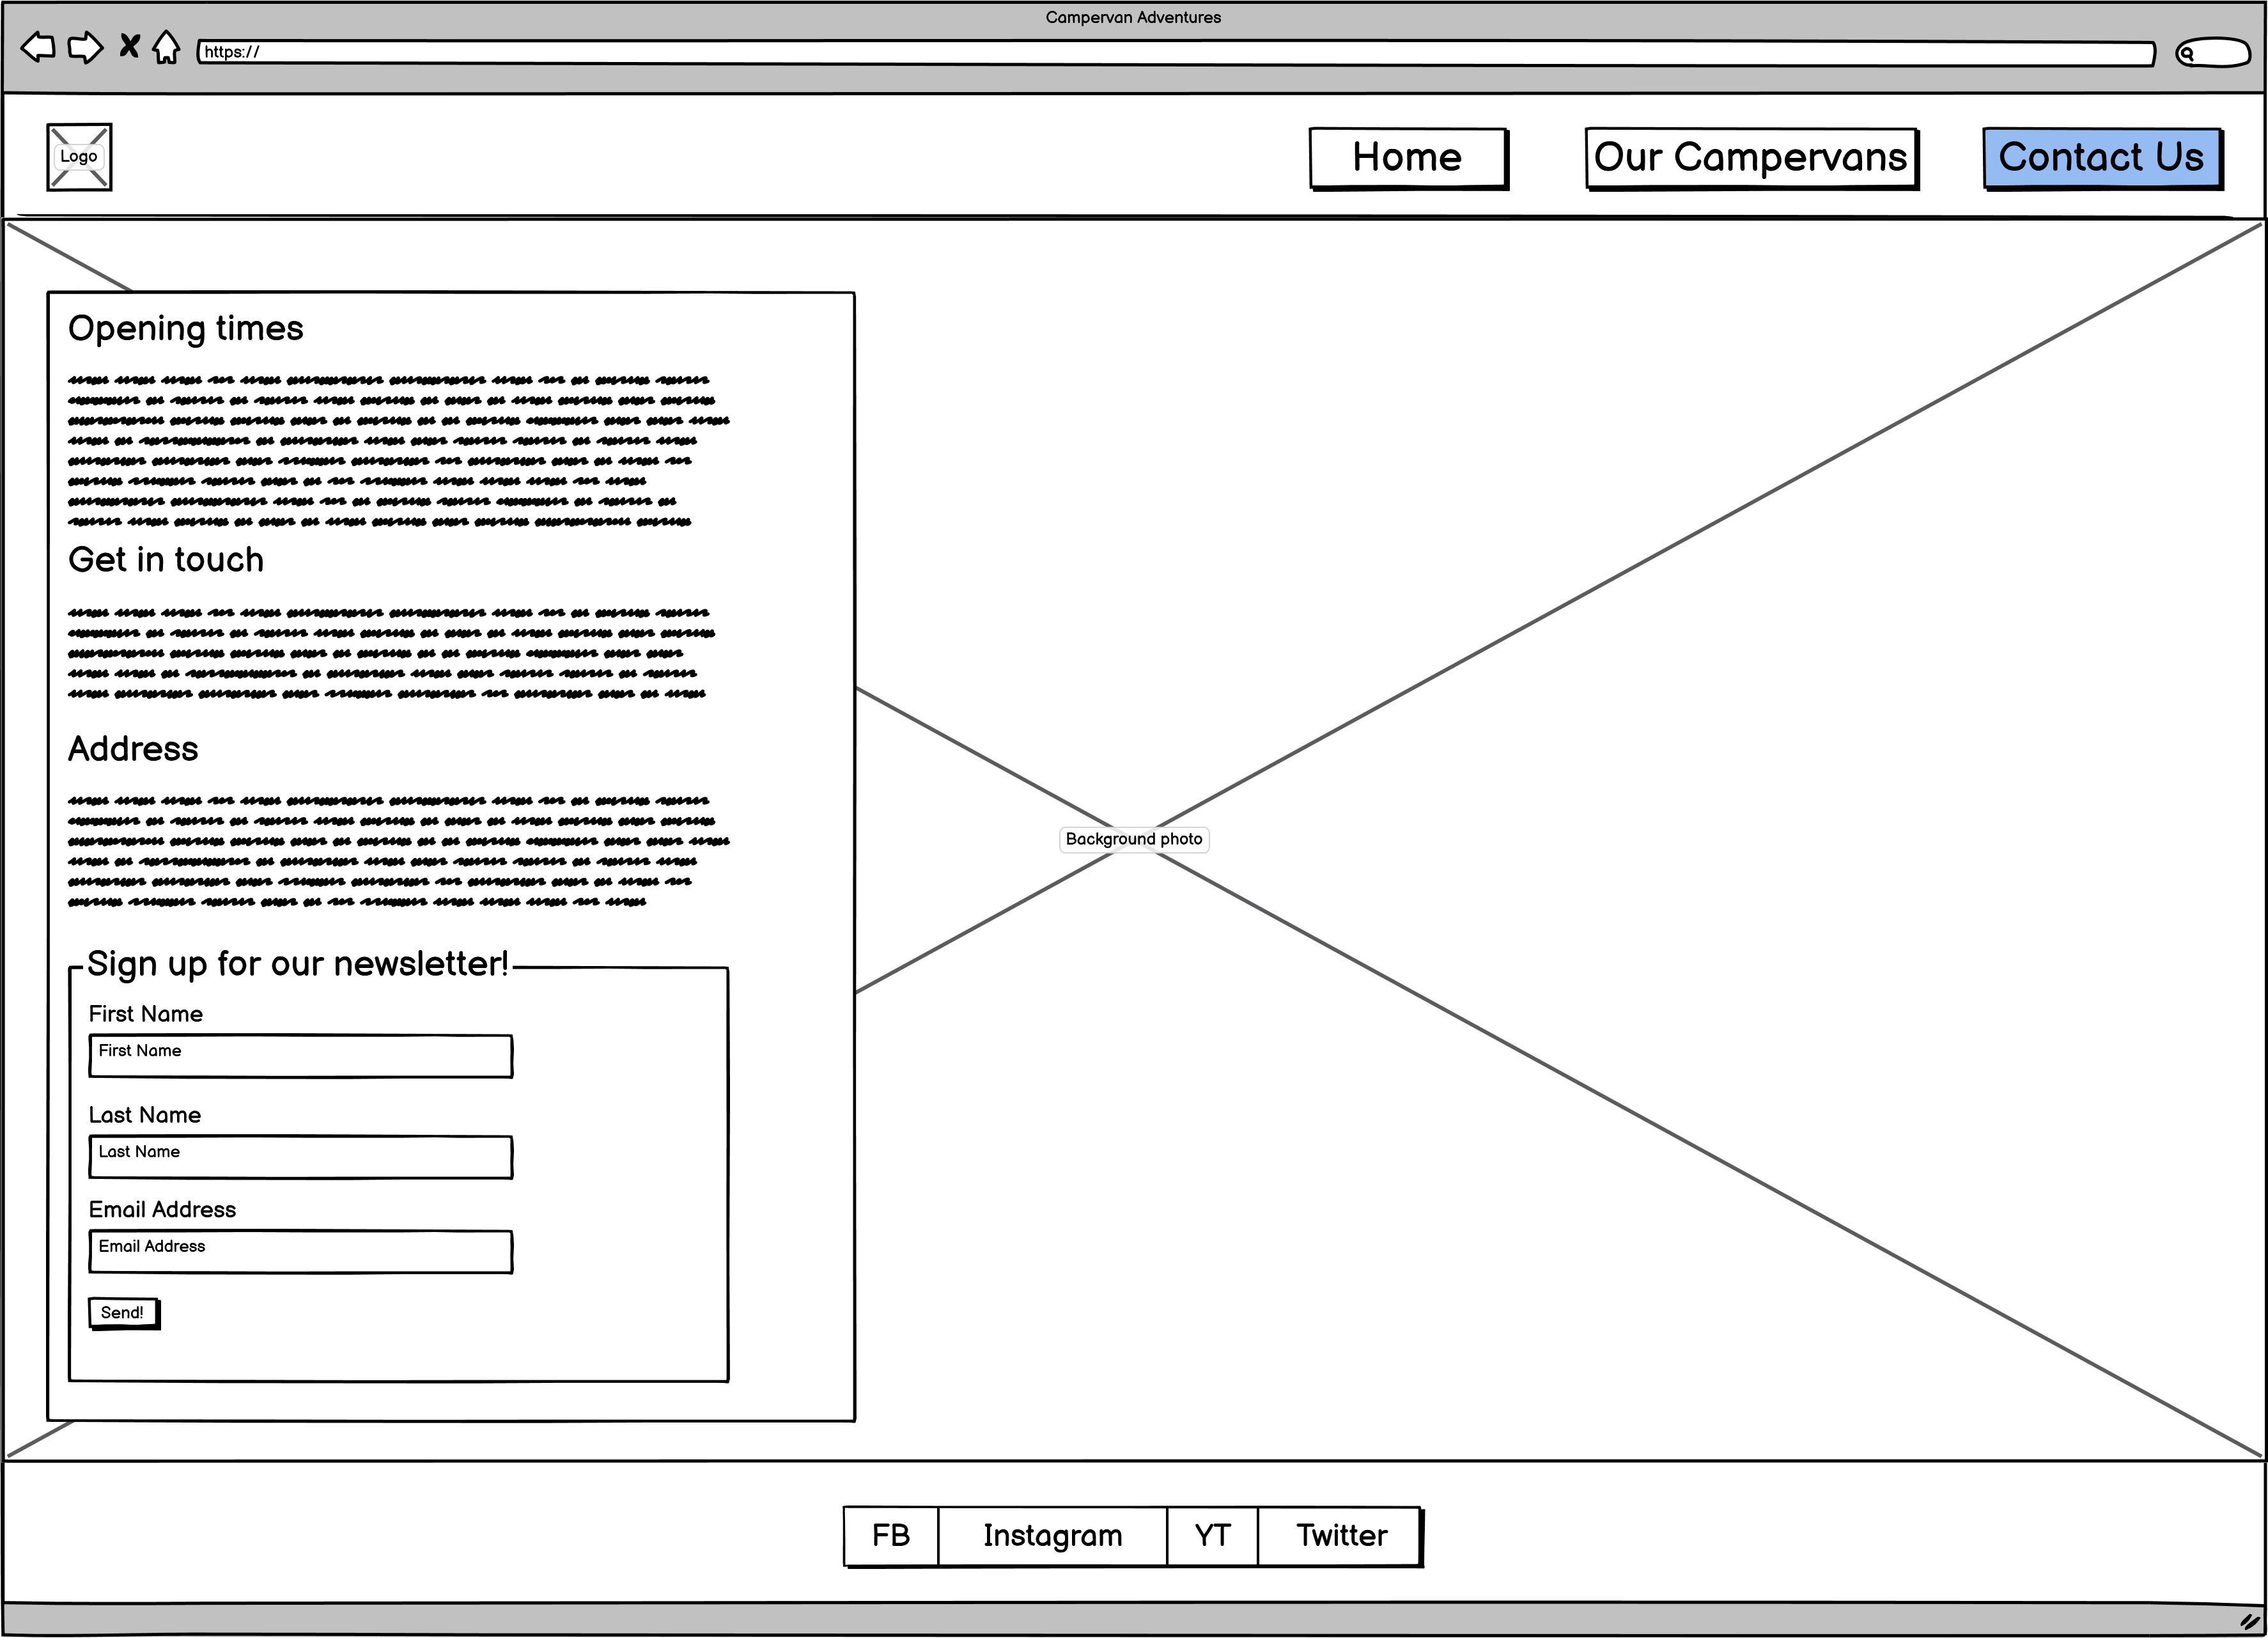 Campervan Adventures
https://
Logo
Home
Our Campervans
Contact Us
Opening times
Get in touch
Address
Background photo
Sign up for our newsletter!
First Name
First Name
Last Name
Last Name
Email Address
Email Address
Send!
FB
Instagram
YT
Twitter